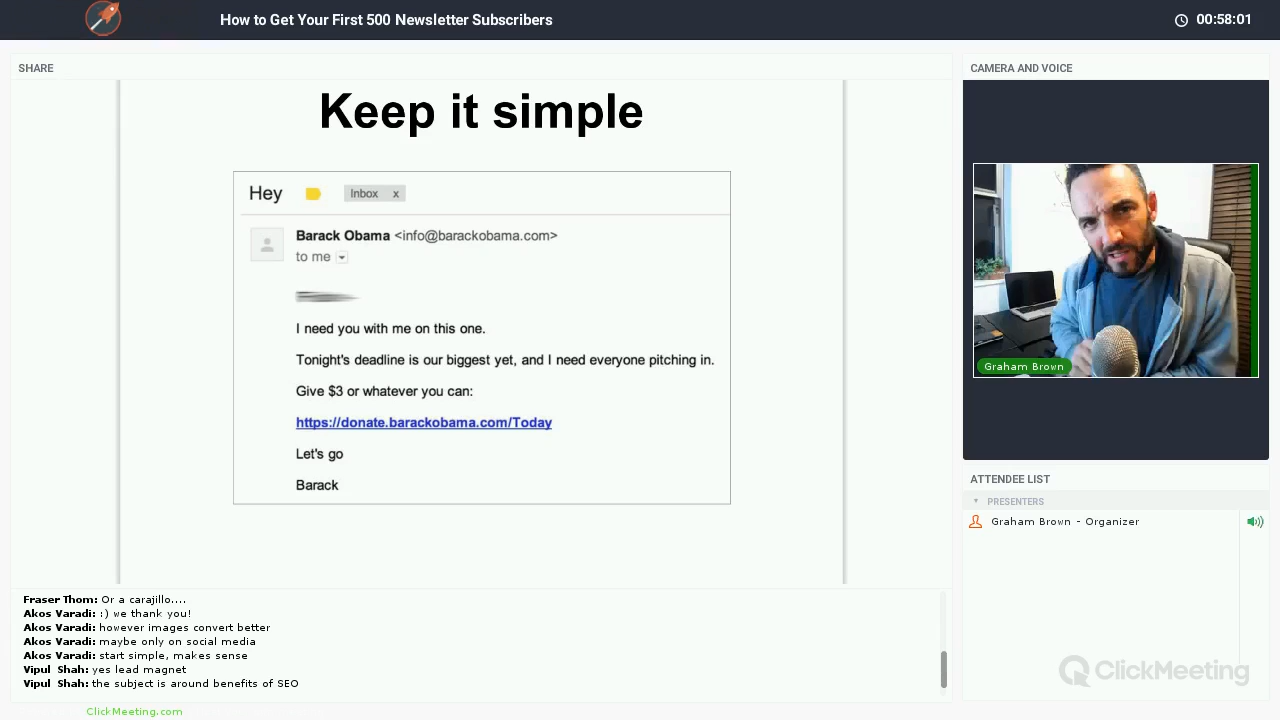 How to Get Your First 500 Newsletter Subscribers
00:58:01
SHARE
Keep it simple
Hey
Inbox x
Barack Obama <info@barackobama.com>
to me
I need you with me on this one.
Tonight's deadline is our biggest yet, and I need everyone pitching in.
Give $3 or whatever you can:
https://donate.barackobama.com/Today
Let's go
Barack
Fraser Thom: Or a carajillo....
Akos Varadi: :) we thank you!
Akos Varadi: however images convert better
Akos Varadi: maybe only on social media
Akos Varadi: start simple, makes sense
Vipul Shah: yes lead magnet
Vipul Shah: the subject is around benefits of SEO
ClickMeeting.com
CAMERA AND VOICE
Graham Brown
ATTENDEE LIST
PRESENTERS
Graham Brown - Organizer
ClickMeeting